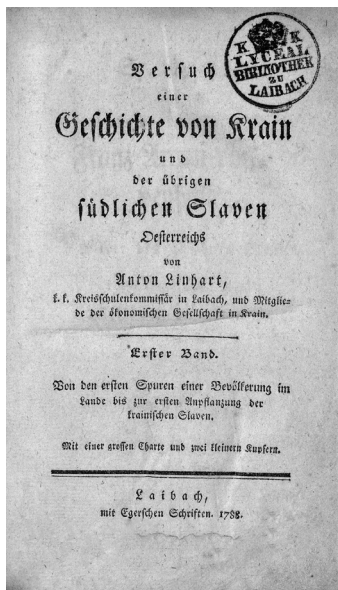 K K
LYCEAL
BIBLIOTHEK
ZU
LAIBACH
Versuch
einer
Geschichte von Krain
und
der übrigen
südlichen Slaven
Oesterreichs
von
Anton Linhart,
k. k. Kreisschulenkommissär in Laibach, und Mitglie-
de der ökonomischen Gesellschaft in Krain.
Erster Band.
Von den ersten Spuren einer Bevölkerung im
Lande bis zur ersten Anpflanzung der
krainischen Slaven.
Mit einer grossen Charte und zwei kleinern Kupfern.
Laibach,
mit Egerschen Schriften. 1788.